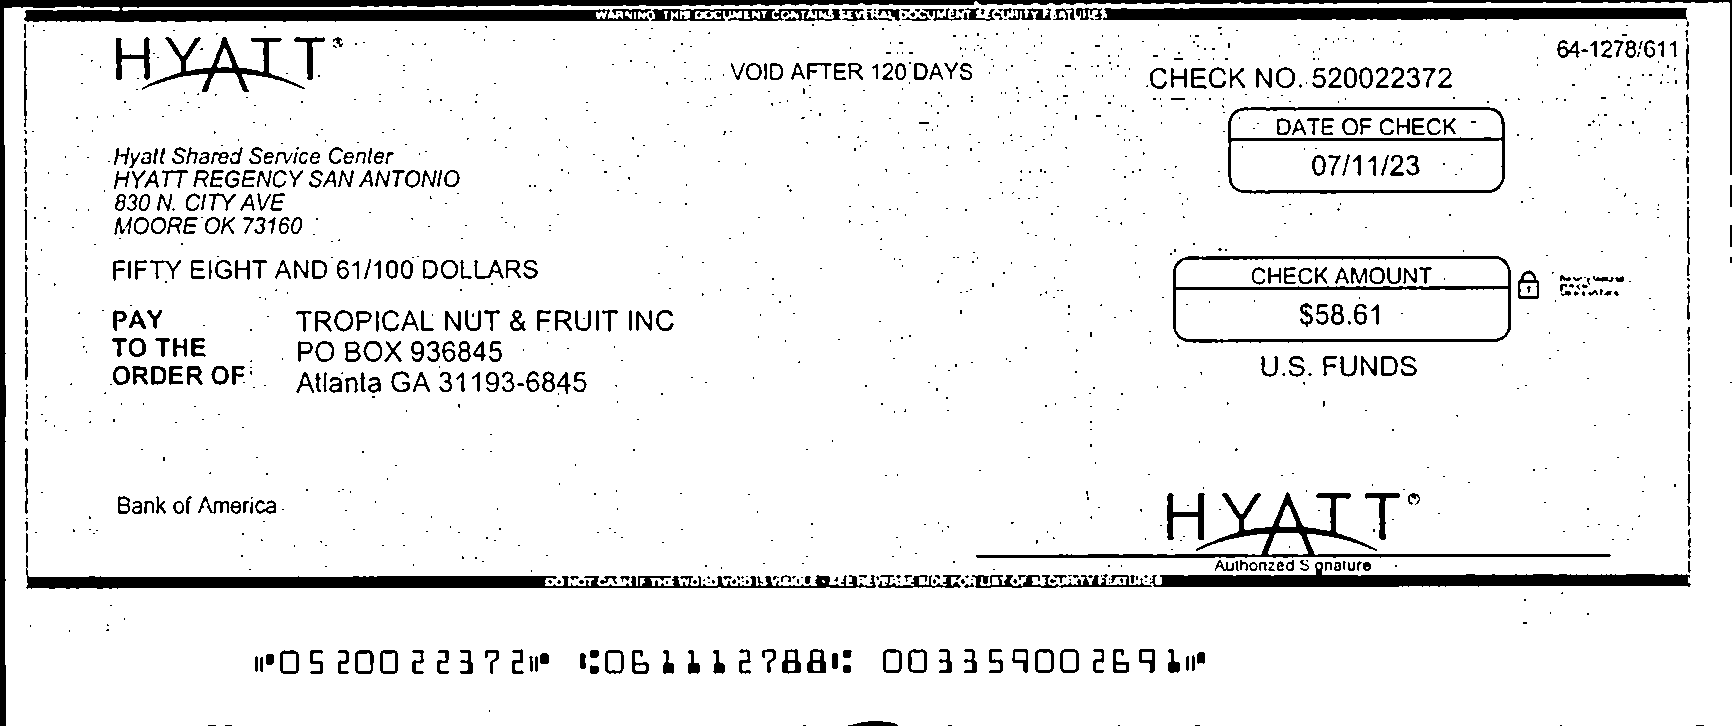 WARNING THIS DOCUMENT CONTAINS SEVERAL DOCUMENT SECURITY FEATURES
HYATT®
VOID AFTER 120 DAYS
64-1278/611
CHECK NO. 520022372
DATE OF CHECK
07/11/23
Hyatt Shared Service Center
HYATT REGENCY SAN ANTONIO
830 N. CITY AVE
MOORE OK 73160
FIFTY EIGHT AND 61/100 DOLLARS
CHECK AMOUNT
$58.61
U.S. FUNDS
PAY
TO THE
ORDER OF
TROPICAL NUT & FRUIT INC
PO BOX 936845
Atlanta GA 31193-6845
Bank of America
HYATT®
Authorized Signature
DO NOT CASH IF THE WORD VOID IS VISIBLE - SEE REVERSE SIDE FOR LIST OF SECURITY FEATURES
⑈0520022372⑈ ⑆061112788⑆ 003359002691⑈